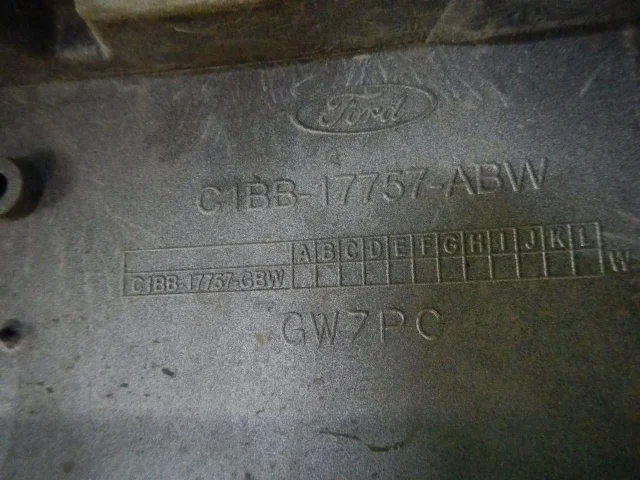 Ford
C1BB-17757-ABW
A B C D E F G H I J K L
C1BB-17757-GBW
W
GW7PC